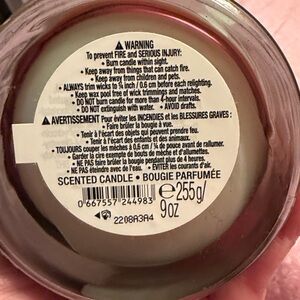 ⚠ WARNING
To prevent FIRE and SERIOUS INJURY:
• Burn candle within sight.
• Keep away from things that can catch fire.
• Keep away from children and pets.
• ALWAYS trim wicks to ¼ inch / 0.6 cm before each relighting.
• Keep wax pool free of wick trimmings and matches.
• DO NOT burn candle for more than 4-hour intervals.
• DO NOT extinguish with water. AVOID drafts.
⚠ AVERTISSEMENT Pour éviter les INCENDIES et les BLESSURES GRAVES :
• Faire brûler la bougie à vue.
• Tenir à l'écart des objets qui peuvent prendre feu.
• Tenir à l'écart des enfants et des animaux.
• TOUJOURS couper les mèches à 0,6 cm / ¼ de pouce avant de rallumer.
• Garder la cire exempte de bouts de mèche et d'allumettes.
• NE PAS faire brûler la bougie pendant plus de 4 heures.
• NE PAS éteindre avec de l'eau. • ÉVITER les courants d'air.
SCENTED CANDLE • BOUGIE PARFUMÉE
0 667557 244983
℮ 255 g/
9 oz
2208A3A4